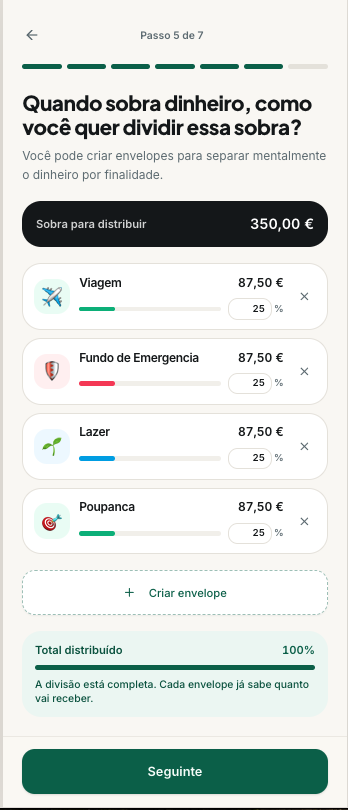 Passo 5 de 7
Quando sobra dinheiro, como
você quer dividir essa sobra?
Você pode criar envelopes para separar mentalmente
o dinheiro por finalidade.
Sobra para distribuir 350,00 €
Viagem 87,50 €
25 %
Fundo de Emergencia 87,50 €
25 %
Lazer 87,50 €
25 %
Poupanca 87,50 €
25 %
+ Criar envelope
Total distribuído 100%
A divisão está completa. Cada envelope já sabe quanto
vai receber.
Seguinte